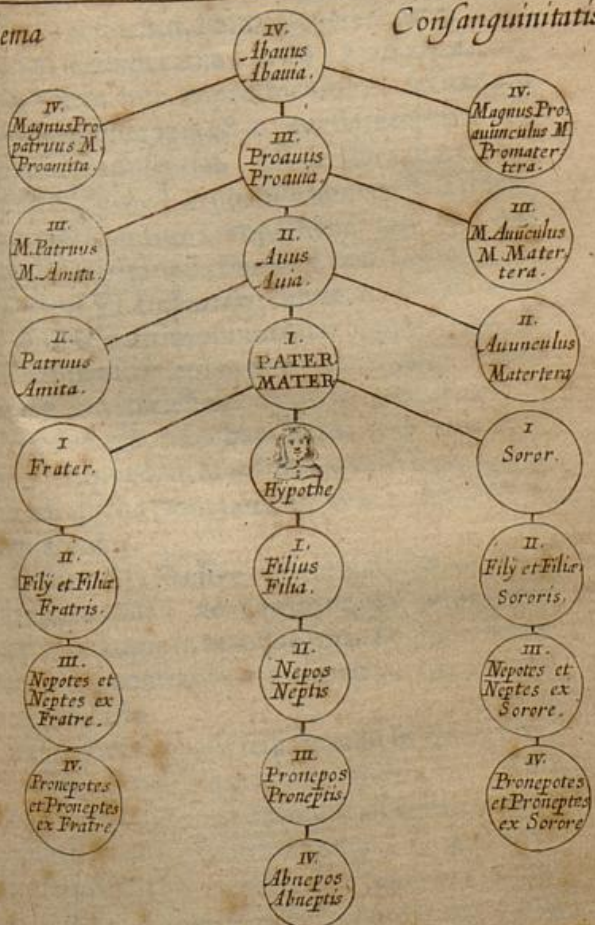 ema
Consanguinitatis
IV.
Abauus
Abauia.
IV.
Magnus Pro
patruus M.
Proamita.
IV.
Magnus Pro
auunculus M.
Promater,
tera.
III.
Proauus
Proauia.
III.
M. Patruus
M. Amita.
III.
M. Auūculus
M. Mater,
tera.
II.
Auus
Auia.
II.
Patruus
Amita.
II.
Auunculus
Matertera
I.
PATER
MATER
I
Frater.
Hypothe
I
Soror.
II.
Filÿ et Filiæ
Fratris.
I.
Filius
Filia.
II.
Filÿ et Filiæ
Sororis.
III.
Nepotes et
Neptes ex
Fratre.
II.
Nepos
Neptis
III.
Nepotes et
Neptes ex
Sorore.
IV.
Pronepotes
et Proneptes
ex Fratre
III
Pronepos
Proneptis.
IV.
Pronepotes
et Proneptes
ex Sorore
IV.
Abnepos
Abneptis